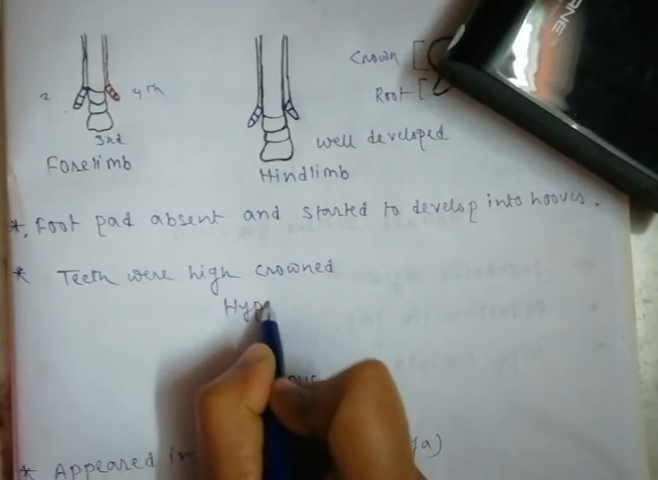 Crown
Root
2
4th
3rd
Forelimb
well developed
Hindlimb
*. Foot pad absent and started to develop into hooves.
* Teeth were high crowned
Hyp
* Appeared in